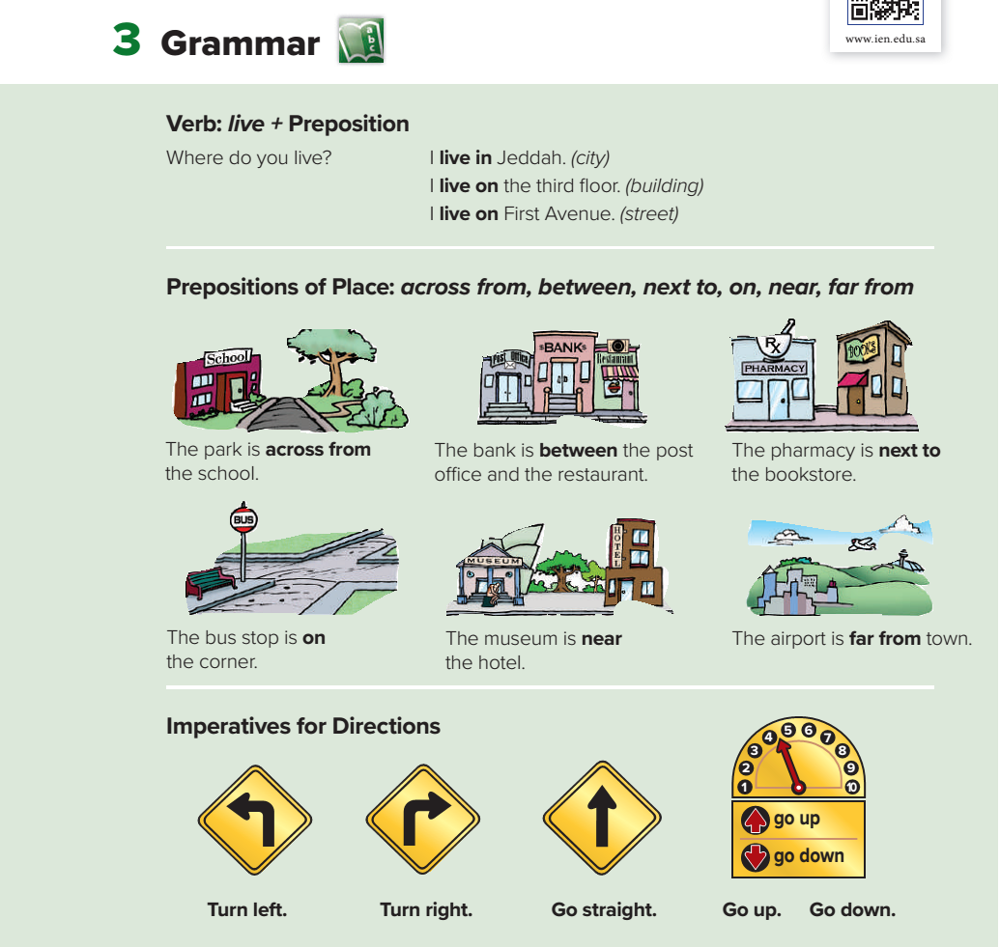 3 Grammar
abc
www.ien.edu.sa
Verb: live + Preposition
Where do you live?
I live in Jeddah. (city)
I live on the third floor. (building)
I live on First Avenue. (street)
Prepositions of Place: across from, between, next to, on, near, far from
School
Post Office
$BANK$
Restaurant
Rx
PHARMACY
BOOKS
The park is across from
the school.
The bank is between the post
office and the restaurant.
The pharmacy is next to
the bookstore.
BUS
MUSEUM
HOTEL
The bus stop is on
the corner.
The museum is near
the hotel.
The airport is far from town.
Imperatives for Directions
1 2 3 4 5 6 7 8 9 10
go up
go down
Turn left.
Turn right.
Go straight.
Go up. Go down.